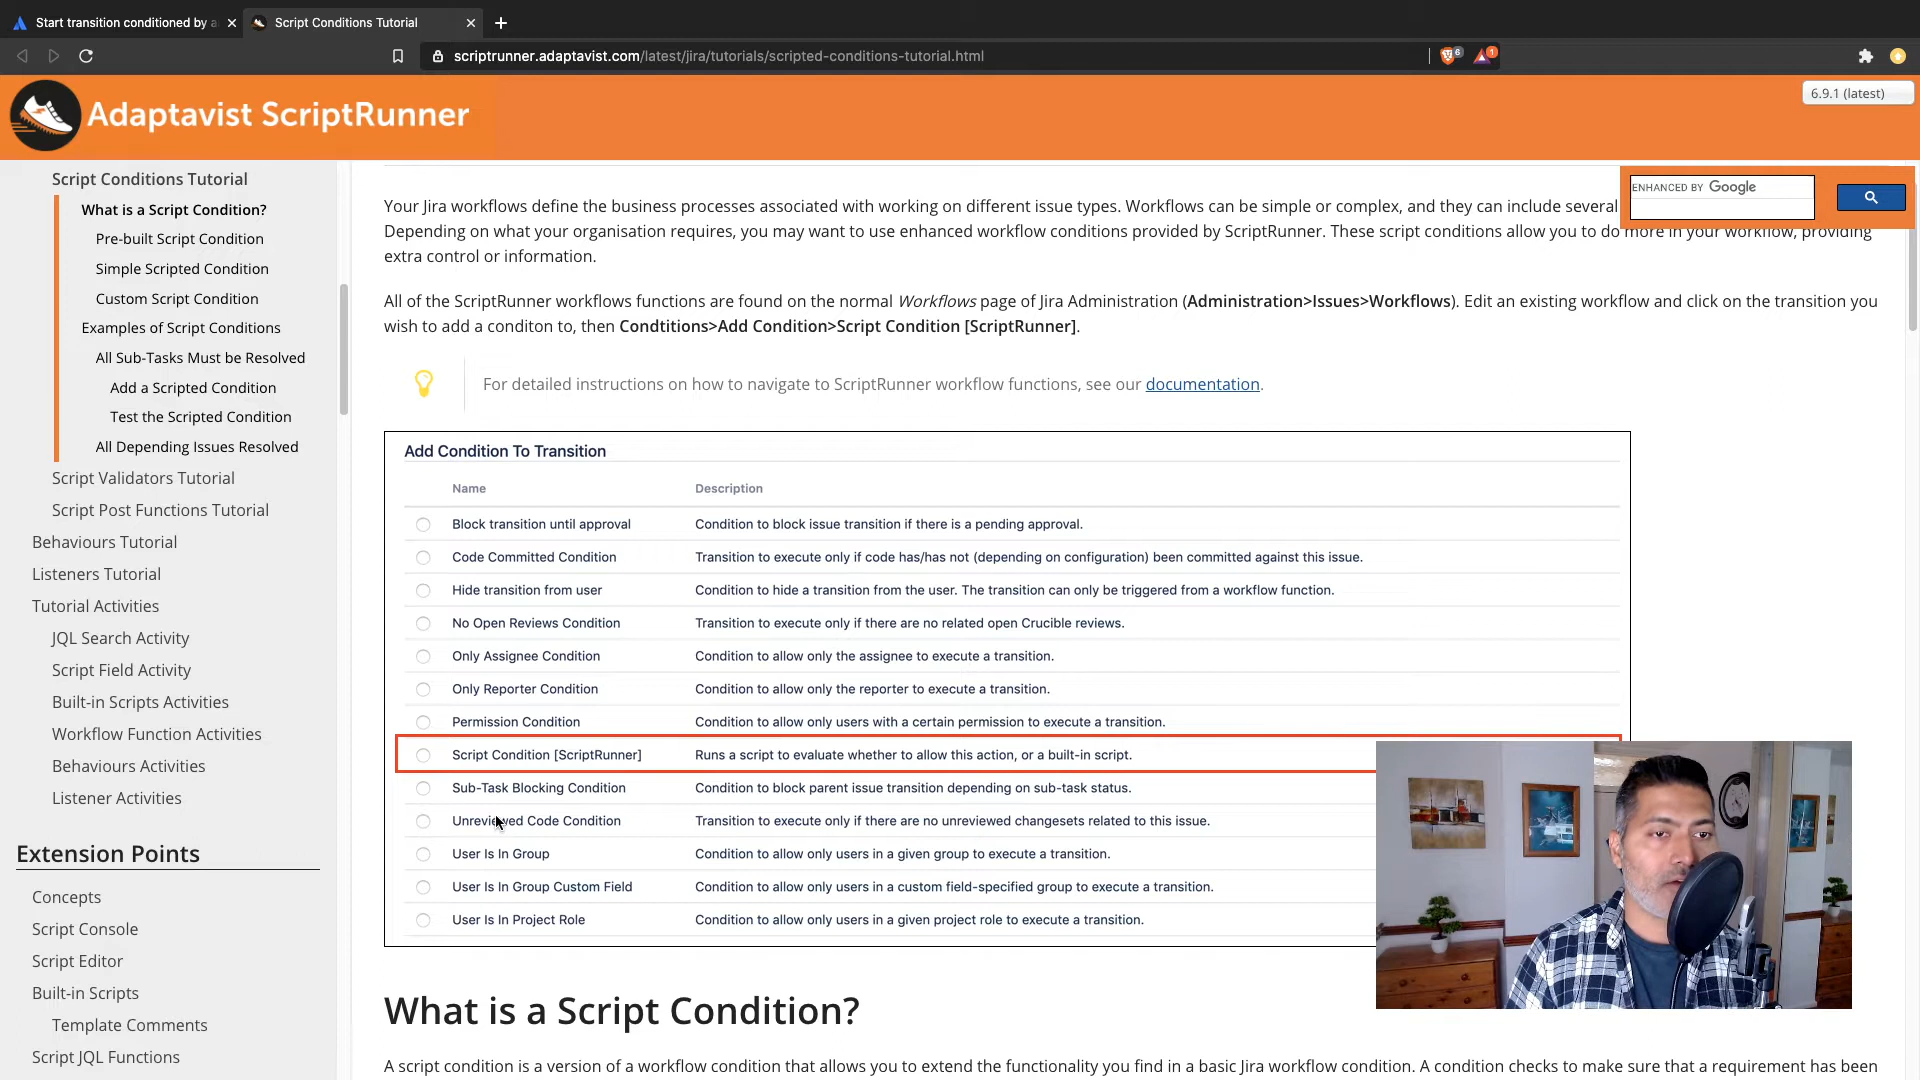 Start transition conditioned by a
Script Conditions Tutorial
scriptrunner.adaptavist.com/latest/jira/tutorials/scripted-conditions-tutorial.html
6
1
Adaptavist ScriptRunner
6.9.1 (latest)
ENHANCED BY Google
Script Conditions Tutorial
What is a Script Condition?
Pre-built Script Condition
Simple Scripted Condition
Custom Script Condition
Examples of Script Conditions
All Sub-Tasks Must be Resolved
Add a Scripted Condition
Test the Scripted Condition
All Depending Issues Resolved
Script Validators Tutorial
Script Post Functions Tutorial
Behaviours Tutorial
Listeners Tutorial
Tutorial Activities
JQL Search Activity
Script Field Activity
Built-in Scripts Activities
Workflow Function Activities
Behaviours Activities
Listener Activities
Extension Points
Concepts
Script Console
Script Editor
Built-in Scripts
Template Comments
Script JQL Functions
Your Jira workflows define the business processes associated with working on different issue types. Workflows can be simple or complex, and they can include several
Depending on what your organisation requires, you may want to use enhanced workflow conditions provided by ScriptRunner. These script conditions allow you to do more in your workflow, providing
extra control or information.
All of the ScriptRunner workflows functions are found on the normal Workflows page of Jira Administration (Administration>Issues>Workflows). Edit an existing workflow and click on the transition you
wish to add a conditon to, then Condtitions>Add Condition>Script Condition [ScriptRunner].
For detailed instructions on how to navigate to ScriptRunner workflow functions, see our documentation.
Add Condition To Transition
Name Description
Block transition until approval Condition to block issue transition if there is a pending approval.
Code Committed Condition Transition to execute only if code has/has not (depending on configuration) been committed against this issue.
Hide transition from user Condition to hide a transition from the user. The transition can only be triggered from a workflow function.
No Open Reviews Condition Transition to execute only if there are no related open Crucible reviews.
Only Assignee Condition Condition to allow only the assignee to execute a transition.
Only Reporter Condition Condition to allow only the reporter to execute a transition.
Permission Condition Condition to allow only users with a certain permission to execute a transition.
Script Condition [ScriptRunner] Runs a script to evaluate whether to allow this action, or a built-in script.
Sub-Task Blocking Condition Condition to block parent issue transition depending on sub-task status.
Unreviewed Code Condition Transition to execute only if there are no unreviewed changesets related to this issue.
User Is In Group Condition to allow only users in a given group to execute a transition.
User Is In Group Custom Field Condition to allow only users in a custom field-specified group to execute a transition.
User Is In Project Role Condition to allow only users in a given project role to execute a transition.
What is a Script Condition?
A script condition is a version of a workflow condition that allows you to extend the functionality you find in a basic Jira workflow condition. A condition checks to make sure that a requirement has been